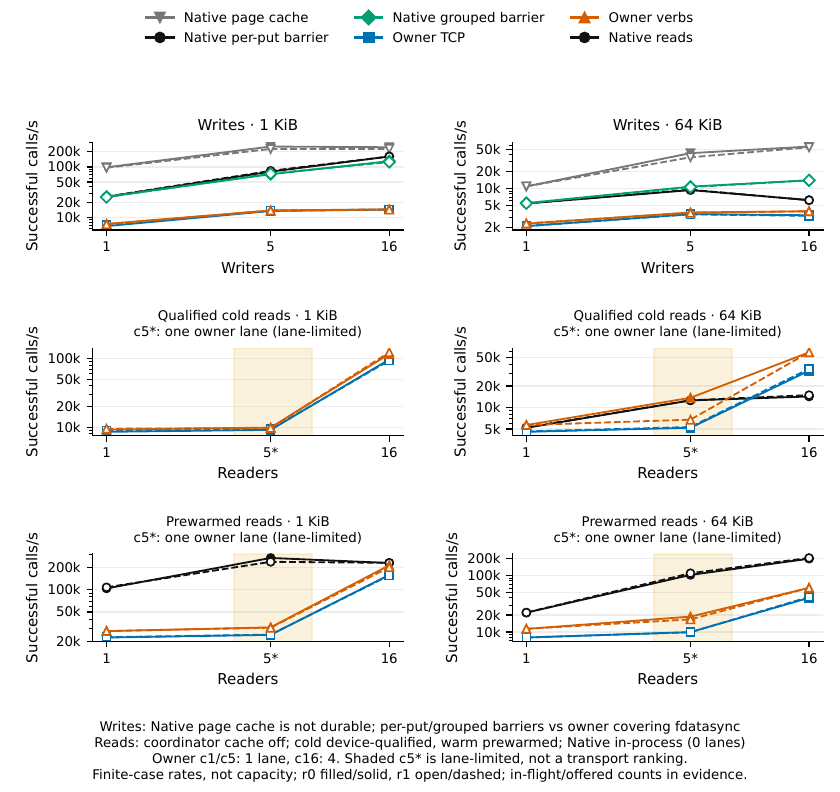 Native page cache
Native per-put barrier
Native grouped barrier
Owner TCP
Owner verbs
Native reads
Writes · 1 KiB
Successful calls/s
200k
100k
50k
20k
10k
1
5
16
Writers
Writes · 64 KiB
Successful calls/s
50k
20k
10k
5k
2k
1
5
16
Writers
Qualified cold reads · 1 KiB
c5*: one owner lane (lane-limited)
Successful calls/s
100k
50k
20k
10k
1
5*
16
Readers
Qualified cold reads · 64 KiB
c5*: one owner lane (lane-limited)
Successful calls/s
50k
20k
10k
5k
1
5*
16
Readers
Prewarmed reads · 1 KiB
c5*: one owner lane (lane-limited)
Successful calls/s
200k
100k
50k
20k
1
5*
16
Readers
Prewarmed reads · 64 KiB
c5*: one owner lane (lane-limited)
Successful calls/s
200k
100k
50k
20k
10k
1
5*
16
Readers
Writes: Native page cache is not durable; per-put/grouped barriers vs owner covering fdatasync
Reads: coordinator cache off; cold device-qualified, warm prewarmed; Native in-process (0 lanes)
Owner c1/c5: 1 lane, c16: 4. Shaded c5* is lane-limited, not a transport ranking.
Finite-case rates, not capacity; r0 filled/solid, r1 open/dashed; in-flight/offered counts in evidence.